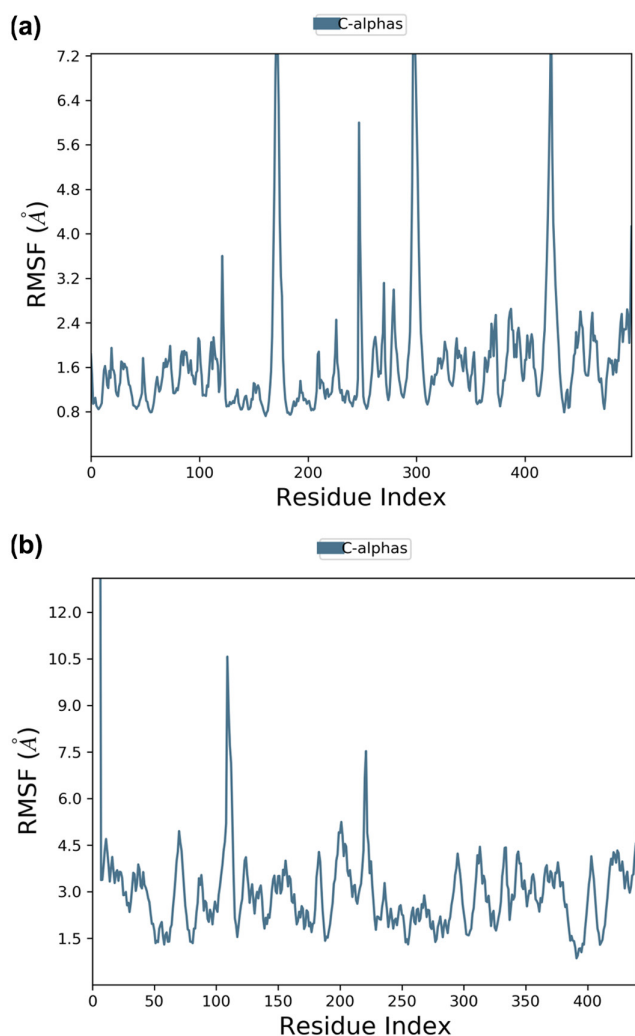 (a)
C-alphas
7.2
6.4
5.6
4.8
4.0
3.2
2.4
1.6
0.8
RMSF (Å)
0 100 200 300 400
Residue Index
(b)
C-alphas
12.0
10.5
9.0
7.5
6.0
4.5
3.0
1.5
RMSF (Å)
0 50 100 150 200 250 300 350 400
Residue Index